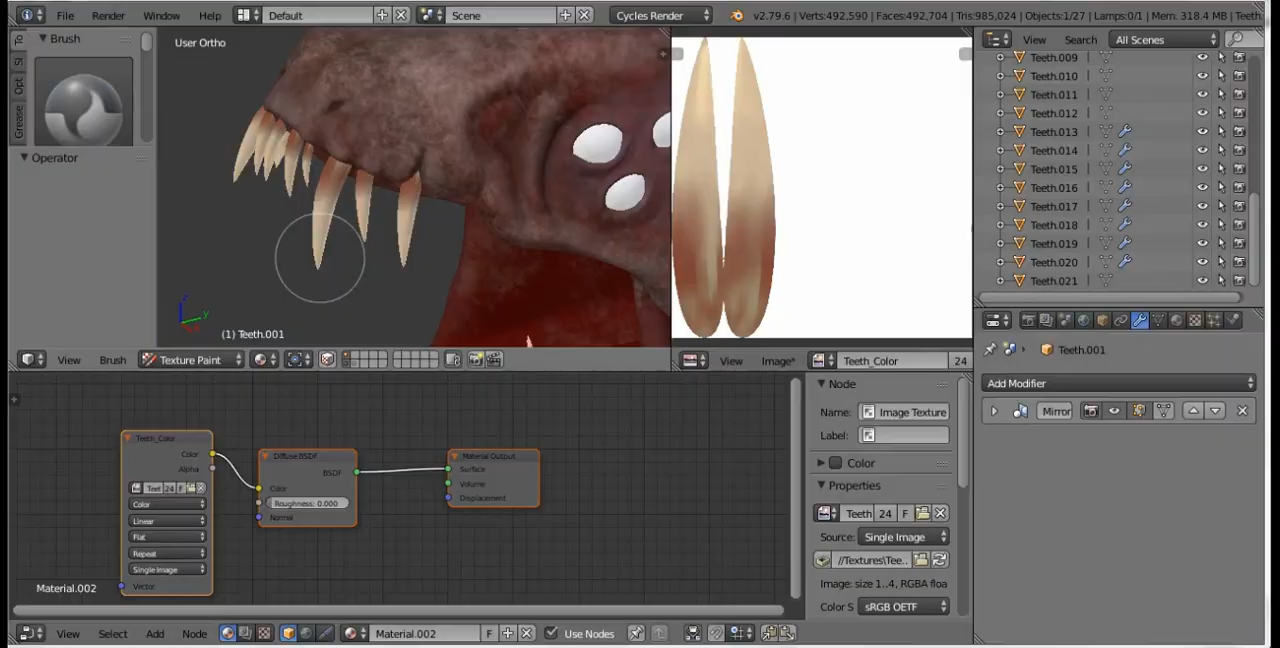 File Render Window Help Default Scene Cycles Render v2.79.6 | Verts:492,590 | Faces:492,704 | Tris:985,024 | Objects:1/27 | Lamps:0/1 | Mem: 318.4 MB | Teeth.
Brush
Operator
Grease
Opt
User Ortho
(1) Teeth.001
View Brush Texture Paint
View Image* Teeth_Color 24
View Search All Scenes
Teeth.009
Teeth.010
Teeth.011
Teeth.012
Teeth.013
Teeth.014
Teeth.015
Teeth.016
Teeth.017
Teeth.018
Teeth.019
Teeth.020
Teeth.021
Teeth.001
Add Modifier
Mirror
Teeth_Color
Color
Alpha
Teet 24 F
Color
Linear
Flat
Repeat
Single Image
Vector
Diffuse BSDF
BSDF
Color
Roughness: 0.000
Normal
Material Output
Surface
Volume
Displacement
Material.002
Node
Name: Image Texture
Label:
Color
Properties
Teeth 24 F
Source: Single Image
//Textures\Tee..
Image: size 1..4, RGBA floa
Color S sRGB OETF
View Select Add Node Material.002 F Use Nodes